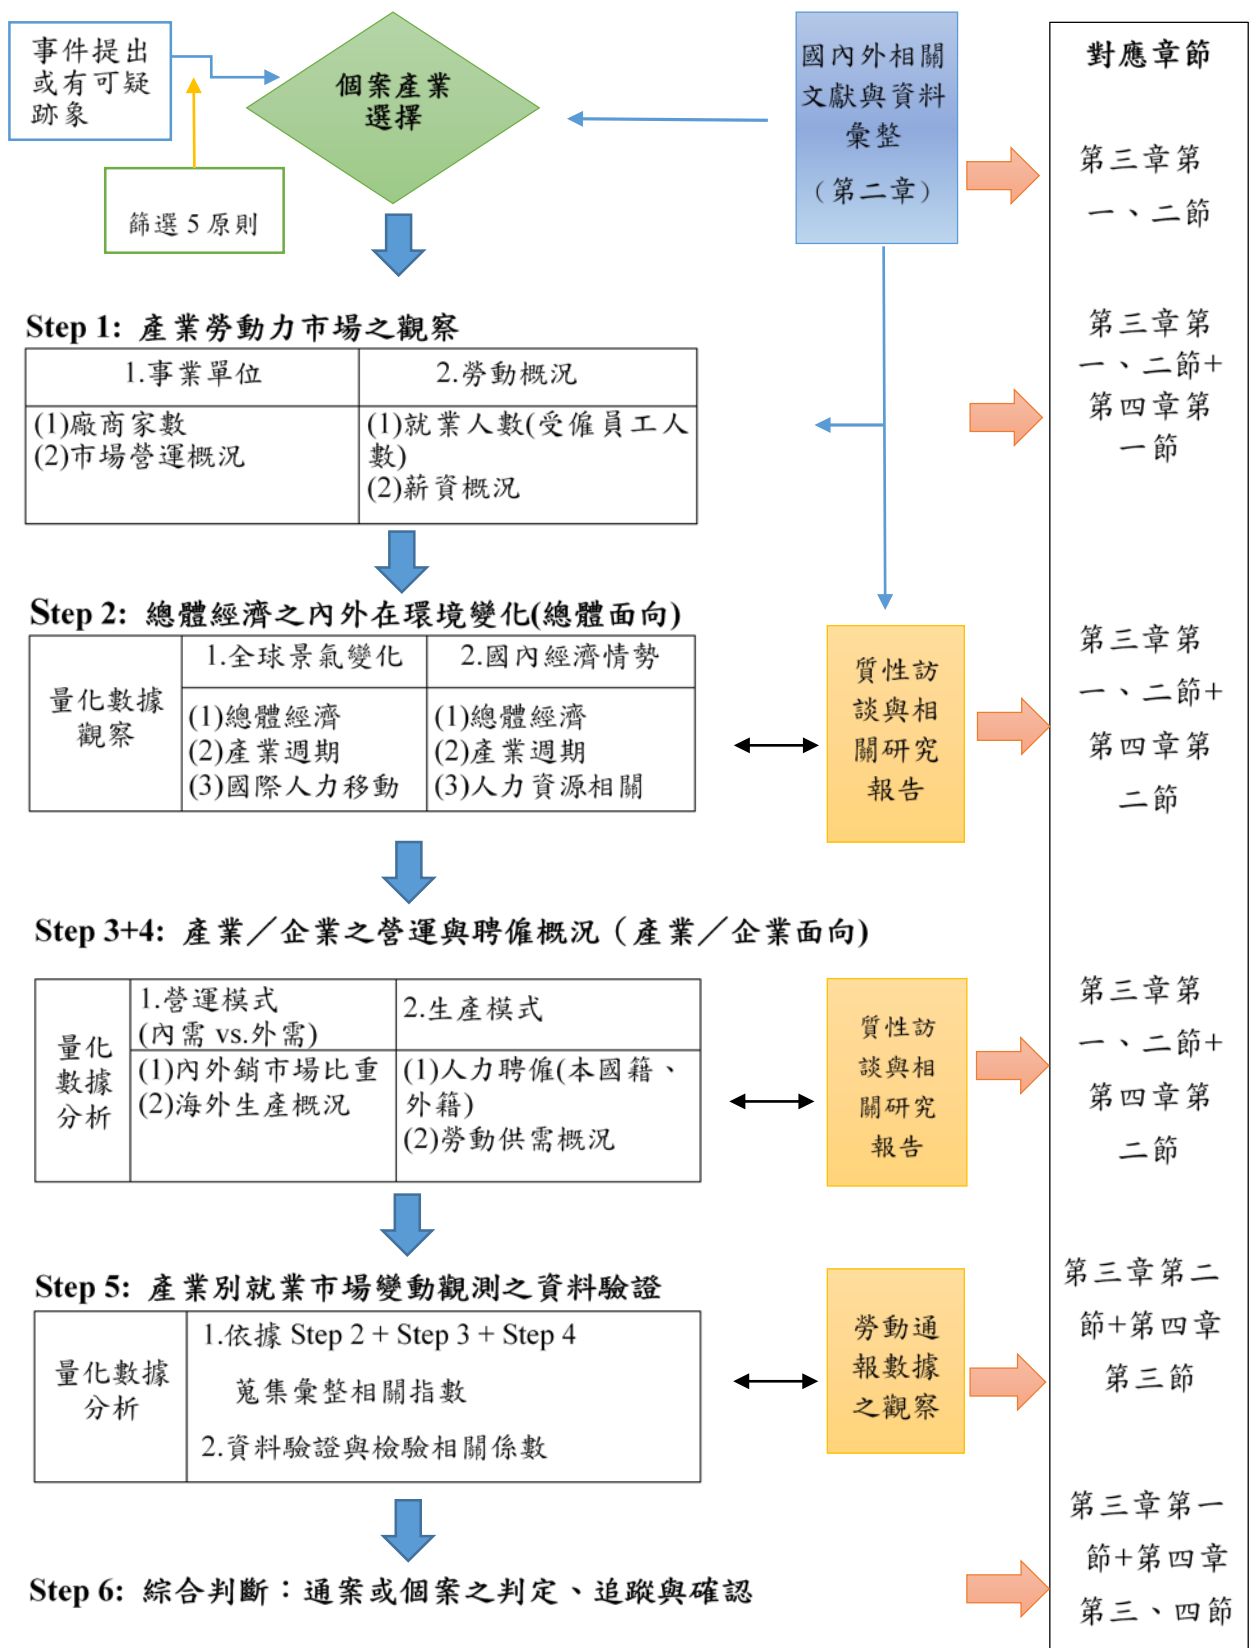 事件提出
或有可疑
跡象
個案產業
選擇
篩選 5 原則
國內外相關
文獻與資料
彙整
（第二章）
對應章節
第三章第
一、二節
Step 1: 產業勞動力市場之觀察
1.事業單位
2.勞動概況
(1)廠商家數
(2)市場營運概況
(1)就業人數(受僱員工人
數)
(2)薪資概況
第三章第
一、二節+
第四章第
一節
Step 2: 總體經濟之內外在環境變化(總體面向)
量化數據
觀察
1.全球景氣變化
2.國內經濟情勢
(1)總體經濟
(2)產業週期
(3)國際人力移動
(1)總體經濟
(2)產業週期
(3)人力資源相關
質性訪
談與相
關研究
報告
第三章第
一、二節+
第四章第
二節
Step 3+4: 產業／企業之營運與聘僱概況（產業／企業面向)
量化
數據
分析
1.營運模式
(內需 vs.外需)
2.生產模式
(1)內外銷市場比重
(2)海外生產概況
(1)人力聘僱(本國籍、
外籍)
(2)勞動供需概況
質性訪
談與相
關研究
報告
第三章第
一、二節+
第四章第
二節
Step 5: 產業別就業市場變動觀測之資料驗證
量化數據
分析
1.依據 Step 2 + Step 3 + Step 4
蒐集彙整相關指數
2.資料驗證與檢驗相關係數
勞動通
報數據
之觀察
第三章第二
節+第四章
第三節
Step 6: 綜合判斷：通案或個案之判定、追蹤與確認
第三章第一
節+第四章
第三、四節